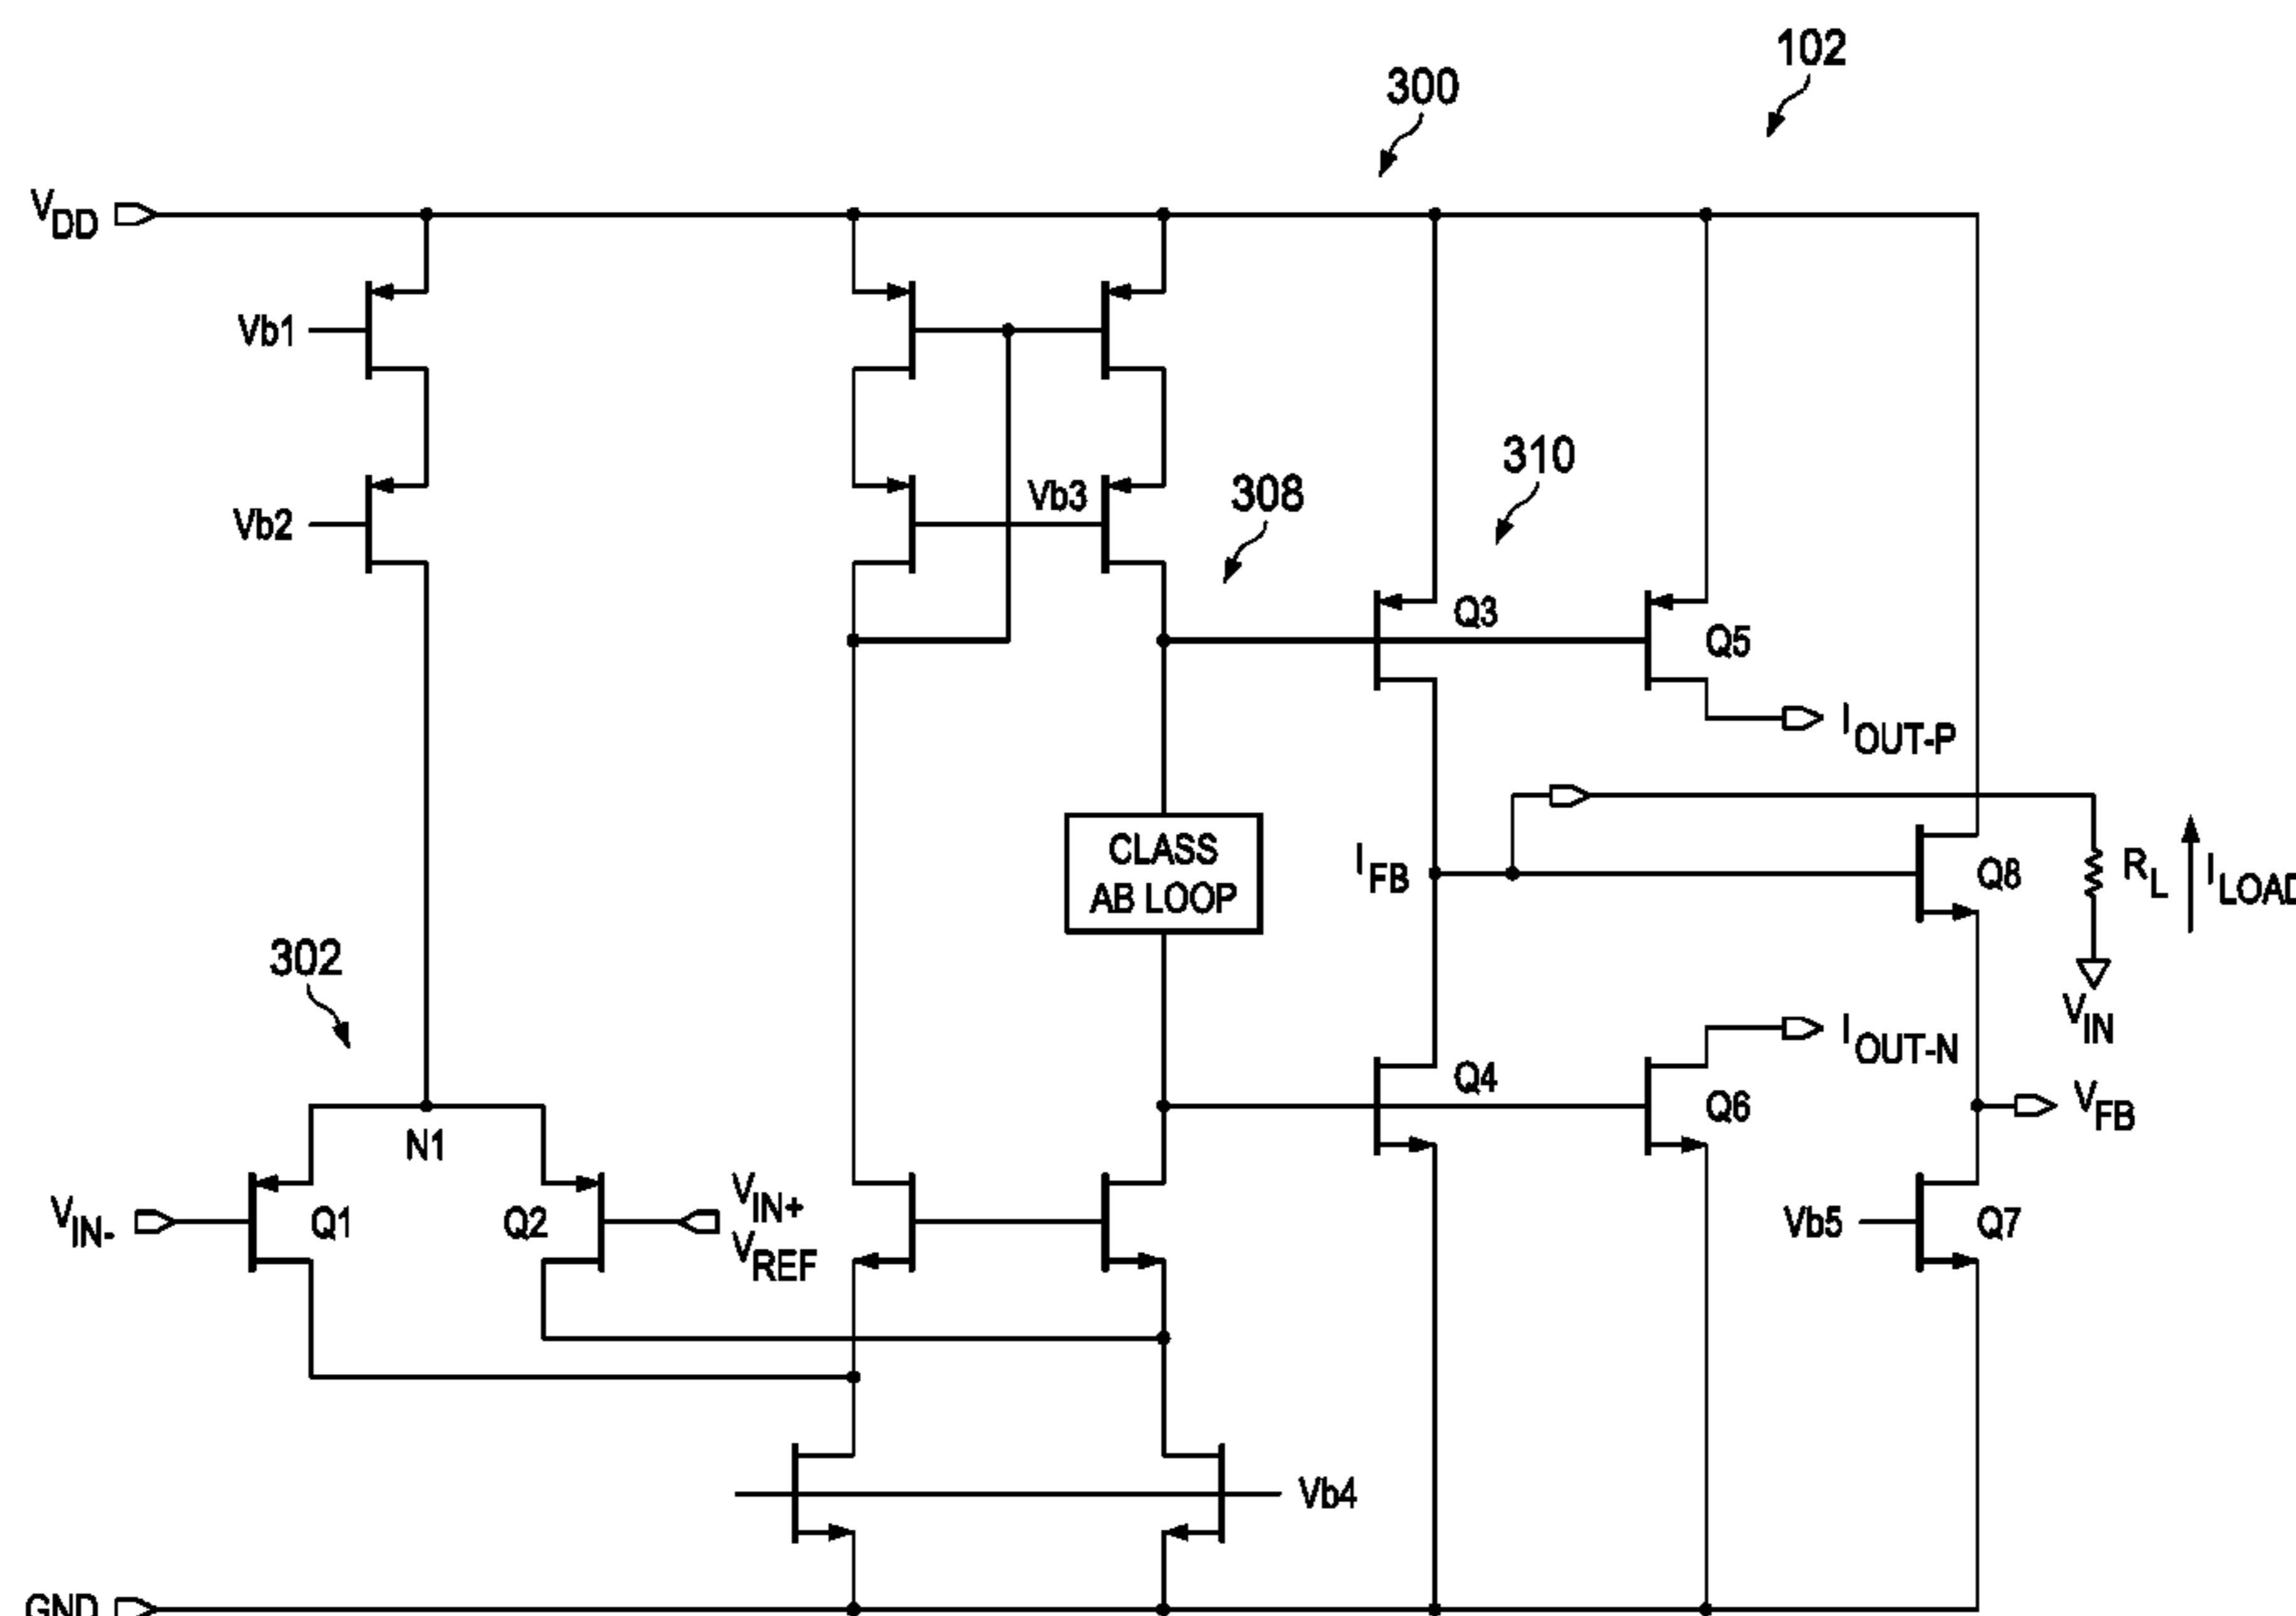 102
300
VDD
Vb1
310
308
Vb3
Vb2
Q3
Q5
IOUT-P
CLASS
AB LOOP
IFB
Q8
RL
ILOAD
302
VIN
IOUT-N
Q4
Q6
VFB
N1
VIN-
Q1
Q2
VIN+
VREF
Vb5
Q7
Vb4
GND